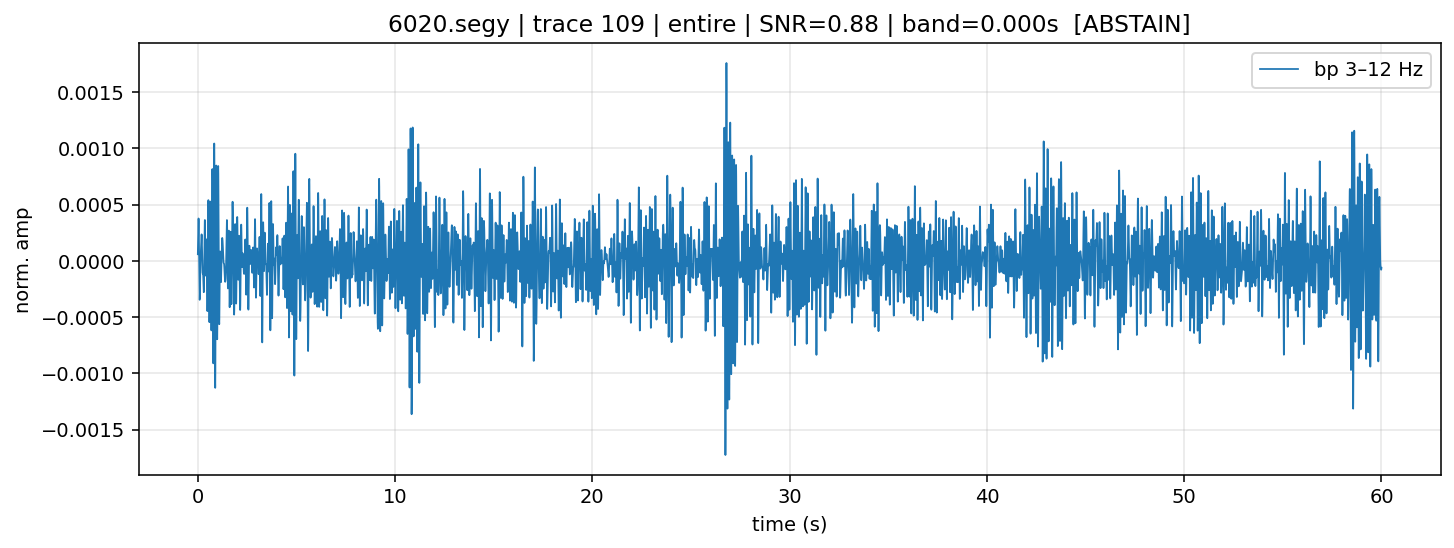 6020.segy | trace 109 | entire | SNR=0.88 | band=0.000s  [ABSTAIN]
bp 3–12 Hz
norm. amp
0.0015
0.0010
0.0005
0.0000
−0.0005
−0.0010
−0.0015
0 10 20 30 40 50 60
time (s)